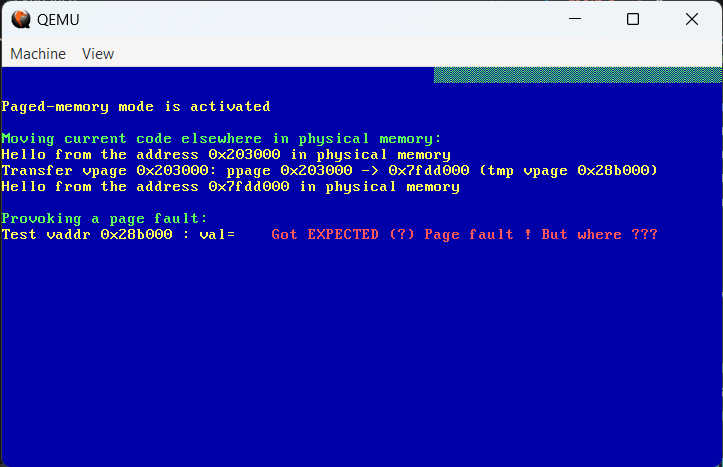 QEMU
Machine View
Paged-memory mode is activated
Moving current code elsewhere in physical memory:
Hello from the address 0x203000 in physical memory
Transfer vpage 0x203000: ppage 0x203000 -> 0x7fdd000 (tmp vpage 0x28b000)
Hello from the address 0x7fdd000 in physical memory
Provoking a page fault:
Test vaddr 0x28b000 : val= Got EXPECTED (?) Page fault ! But where ???